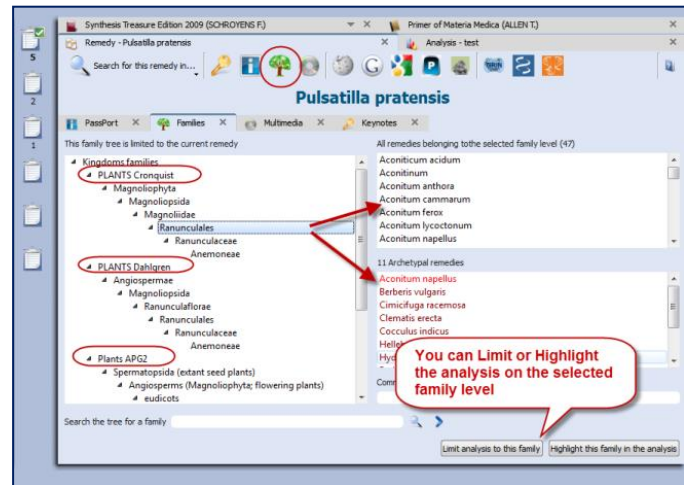 Synthesis Treasure Edition 2009 (SCHROYENS F.)
Primer of Materia Medica (ALLEN T.)
Remedy - Pulsatilla pratensis
Analysis - test
5
2
1
Search for this remedy in...
Pulsatilla pratensis
PassPort
Families
Multimedia
Keynotes
This family tree is limited to the current remedy
Kingdoms families
PLANTS Cronquist
Magnoliophyta
Magnoliopsida
Magnoliidae
Ranunculales
Ranunculaceae
Anemoneae
PLANTS Dahlgren
Angiospermae
Magnoliopsida
Ranunculaflorae
Ranunculales
Ranunculaceae
Anemoneae
Plants APG2
Spermatopsida (extant seed plants)
Angiosperms (Magnoliophyta; flowering plants)
eudicots
Search the tree for a family
All remedies belonging tothe selected family level (47)
Aconiticum acidum
Aconitinum
Aconitum anthora
Aconitum cammarum
Aconitum ferox
Aconitum lycoctonum
Aconitum napellus
11 Archetypal remedies
Aconitum napellus
Berberis vulgaris
Cimicifuga racemosa
Clematis erecta
Cocculus indicus
You can Limit or Highlight
the analysis on the selected
family level
Limit analysis to this family
Highlight this family in the analysis